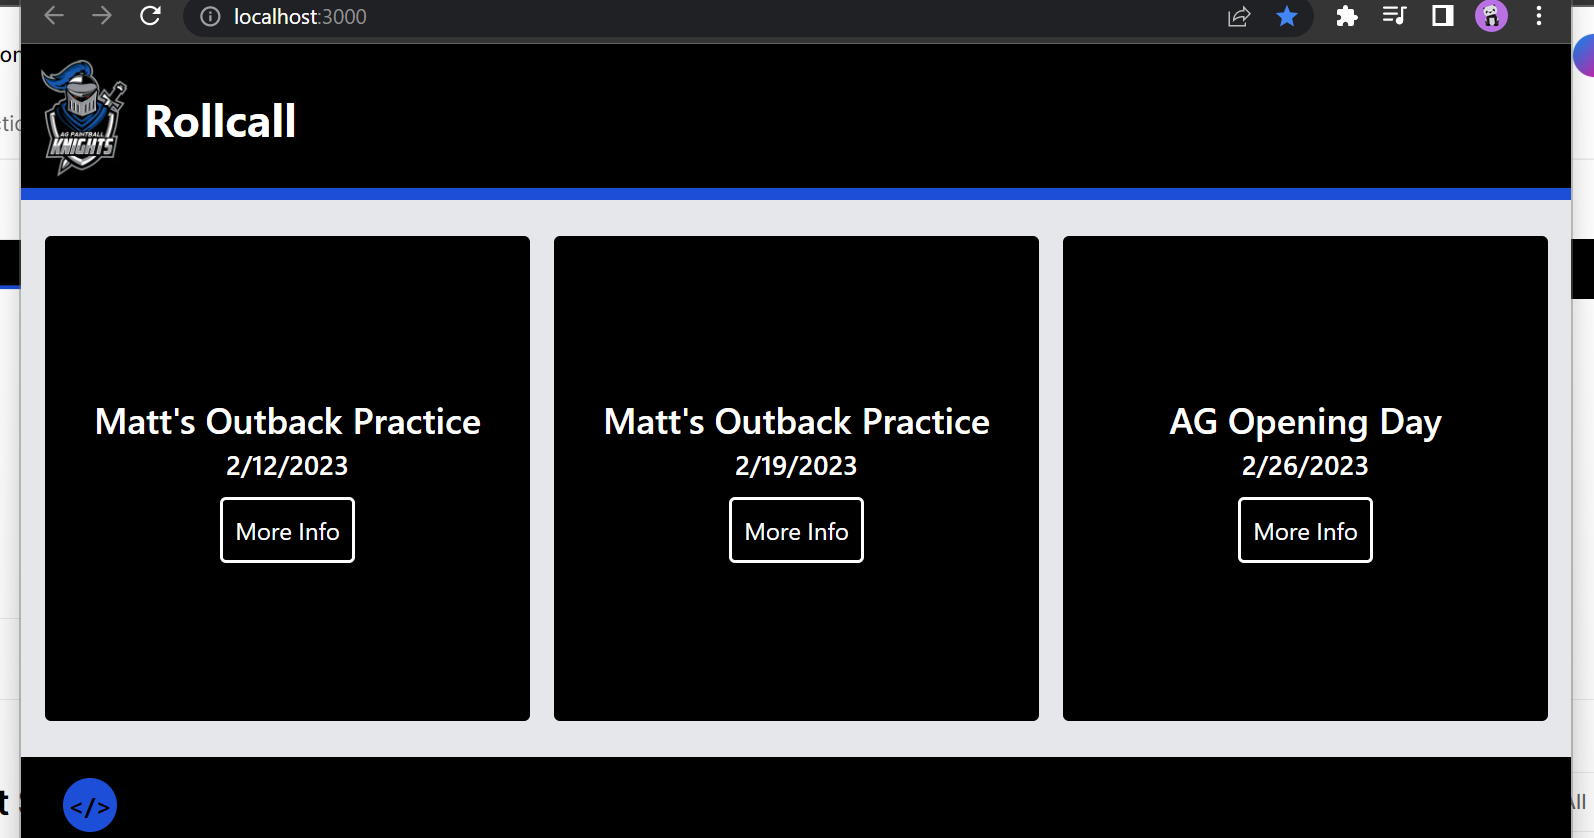 localhost:3000
AG PAINTBALL
KNIGHTS
Rollcall
Matt's Outback Practice
2/12/2023
More Info
Matt's Outback Practice
2/19/2023
More Info
AG Opening Day
2/26/2023
More Info
</>